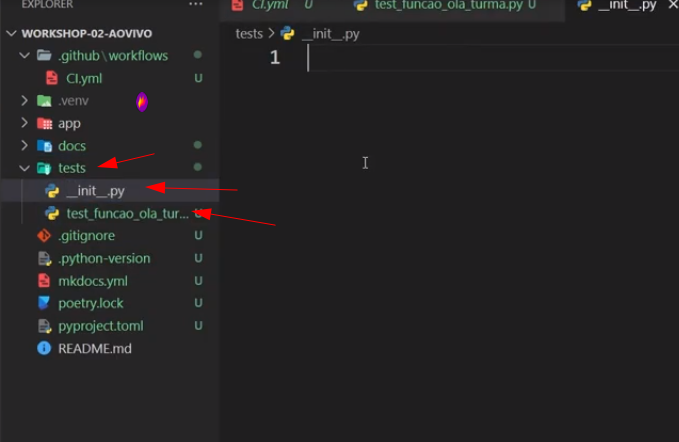 EXPLORER ...
CI.yml U test_funcao_ola_turma.py U __init__.py
WORKSHOP-02-AOVIVO
tests > __init__.py
.github\workflows
1
CI.yml U
.venv
app
docs
tests
__init__.py
test_funcao_ola_tur... U
.gitignore U
.python-version U
mkdocs.yml U
poetry.lock U
pyproject.toml U
README.md